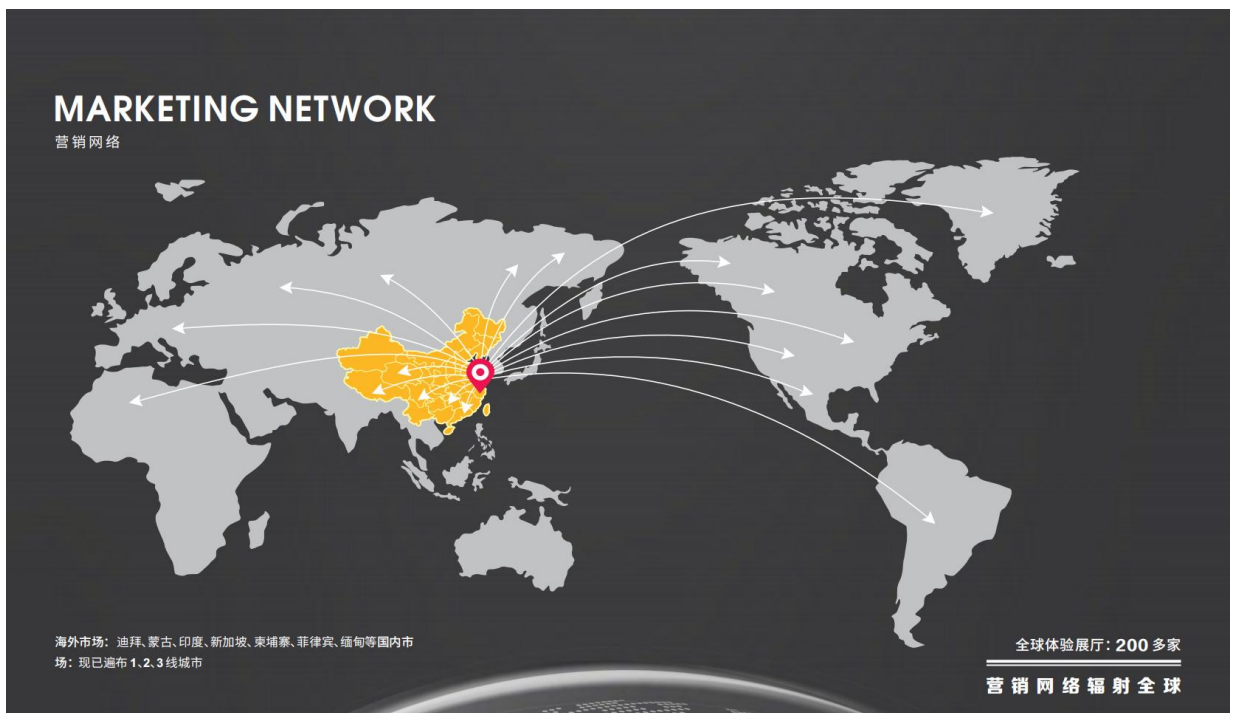 MARKETING NETWORK
营销网络
海外市场：迪拜、蒙古、印度、新加坡、柬埔寨、菲律宾、缅甸等国内市
场：现已遍布 1、2、3 线城市
全球体验展厅：200 多家
营销网络辐射全球